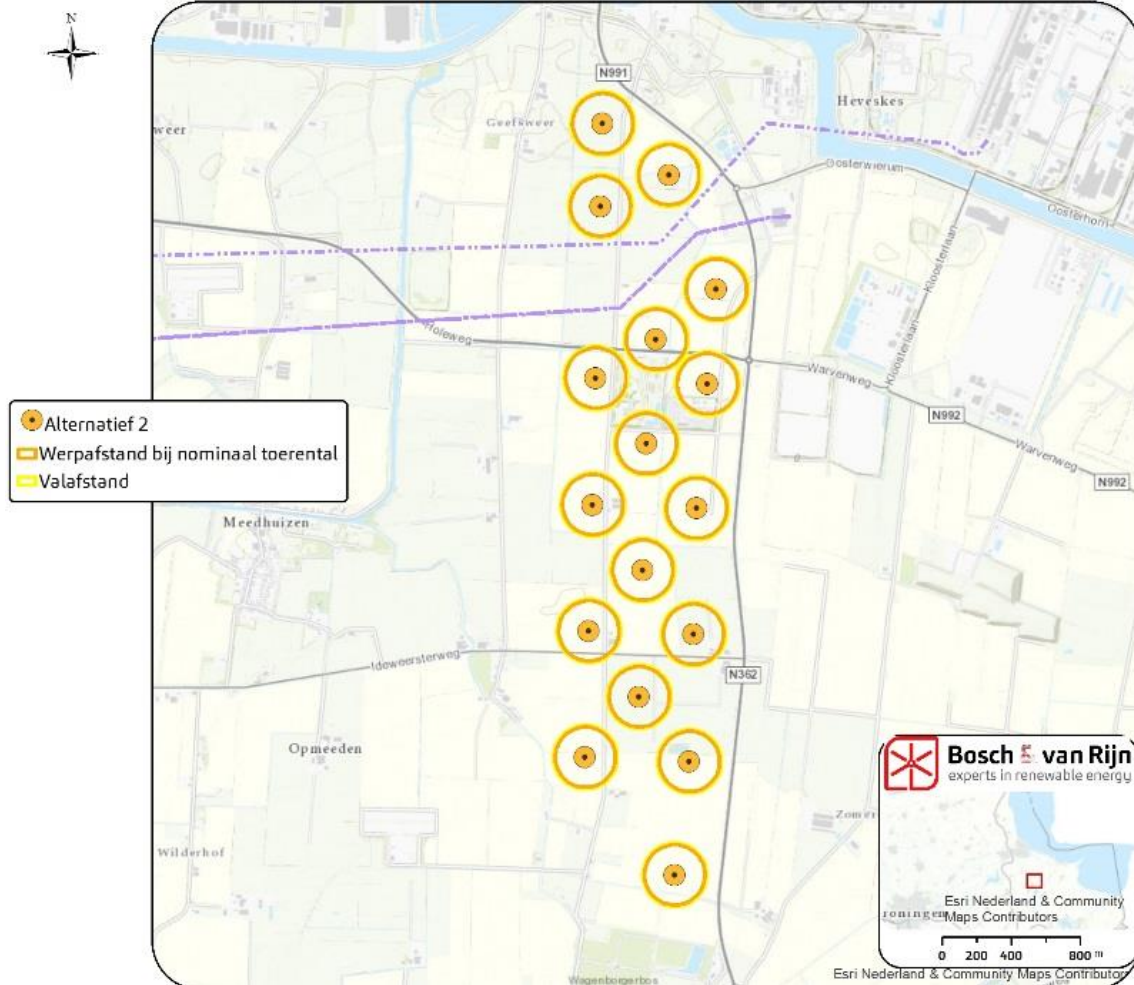 N
N991
Heveskes
Geefsweer
weer
Oosterwierum
Oosterhorn
Kloosterlaan
Holeweg
Kloosterlaan
Warvenweg
N992
Warvenweg
N992
Alternatief 2
Werpafstand bij nominaal toerental
Valafstand
Meedhuizen
Ideweersterweg
N362
Opmeeden
Bosch & van Rijn
experts in renewable energy
Wilderhof
Esri Nederland & Community
Maps Contributors
roningen
0 200 400 800 m
Esri Nederland & Community Maps Contributors
Wagenborgerbos